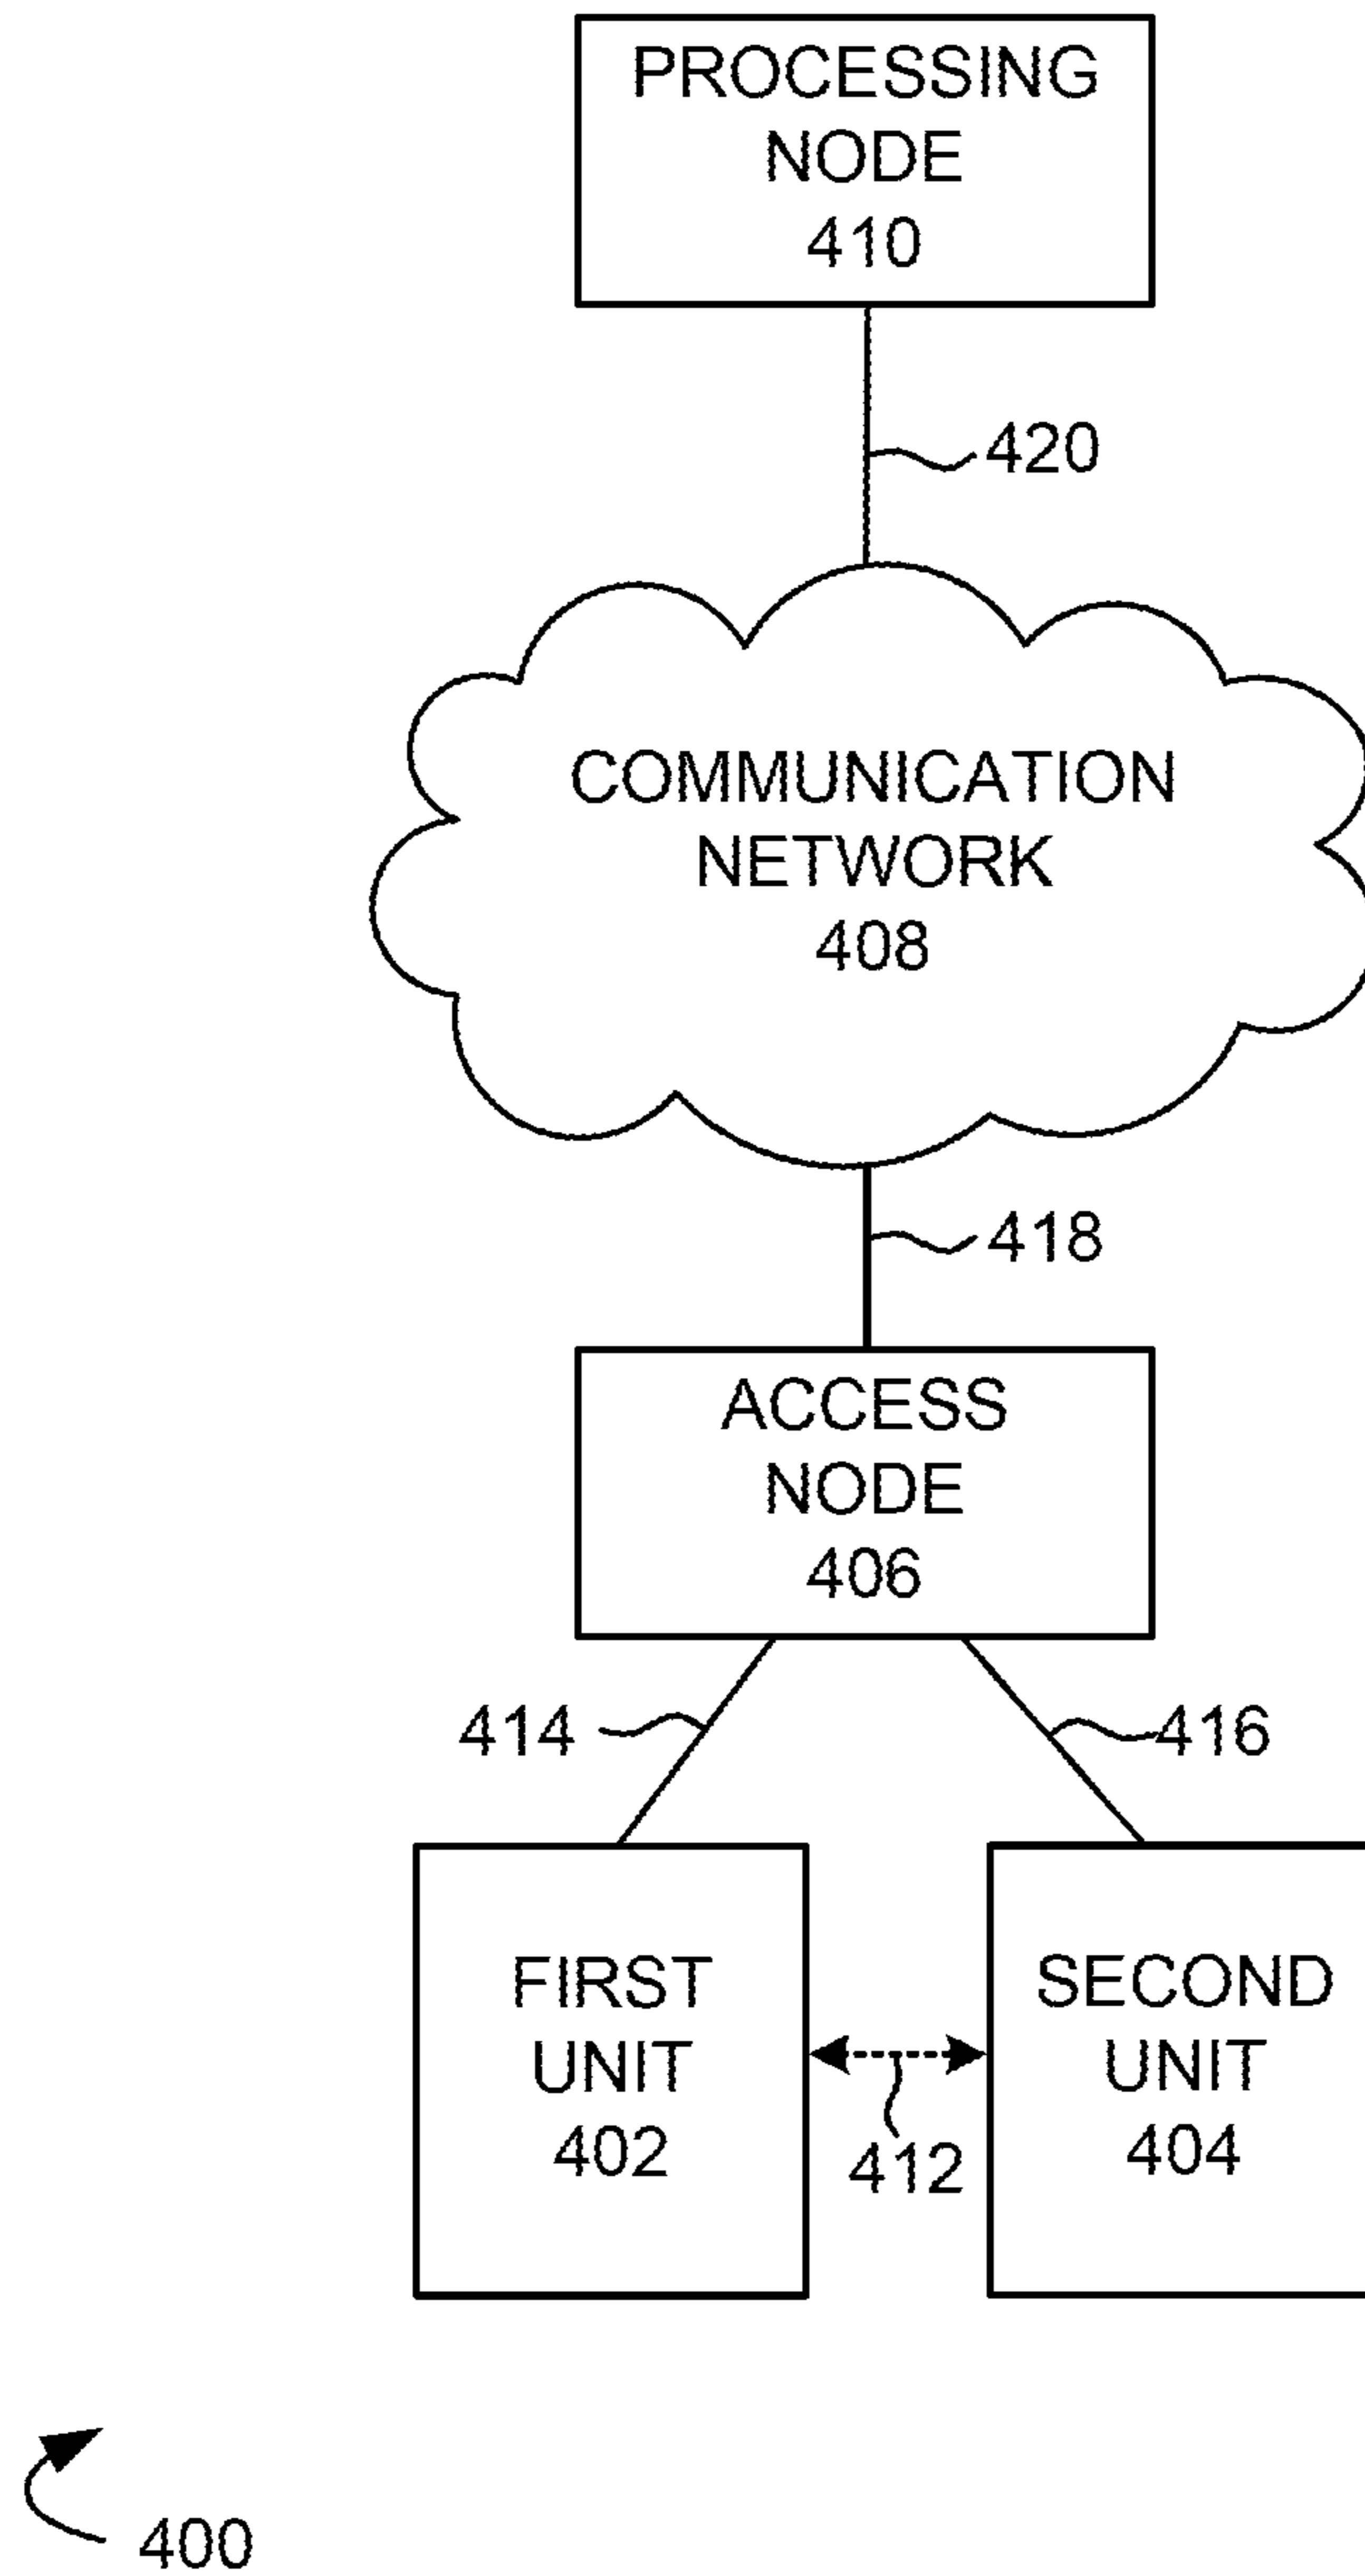 PROCESSING
NODE
410
420
COMMUNICATION
NETWORK
408
418
ACCESS
NODE
406
414
416
FIRST
UNIT
402
412
SECOND
UNIT
404
400